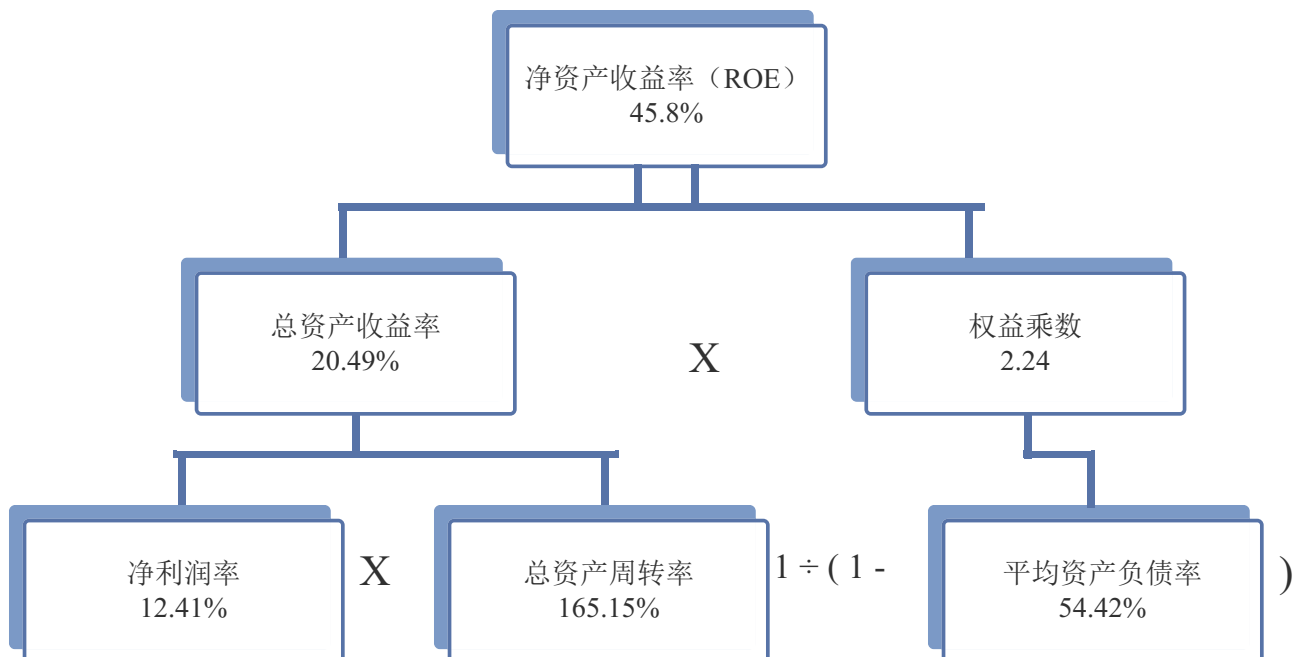 净资产收益率（ROE）
45.8%
总资产收益率
20.49%
X
权益乘数
2.24
净利润率
12.41%
X
总资产周转率
165.15%
1 ÷ ( 1 -
平均资产负债率
54.42%
)